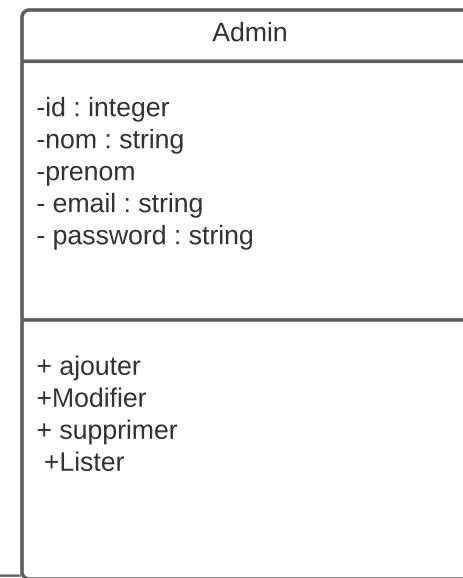 Admin
-id : integer
-nom : string
-prenom
- email : string
- password : string
+ ajouter
+Modifier
+ supprimer
+Lister